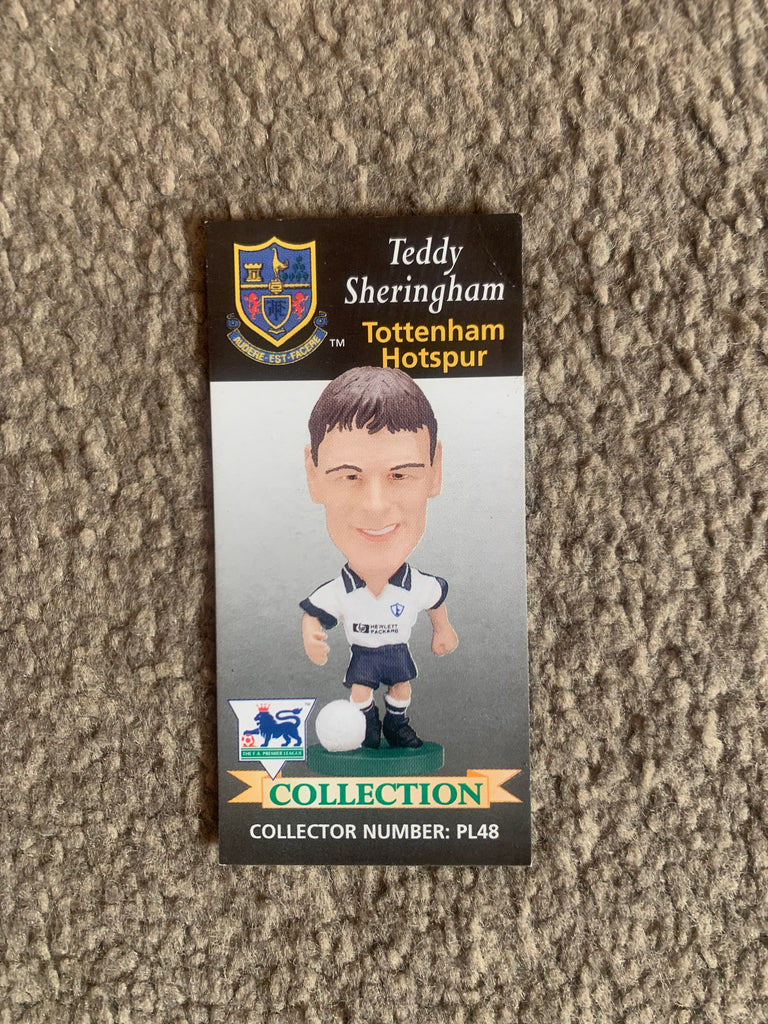 Teddy
Sheringham
Tottenham
Hotspur
AUDERE·EST·FACERE
TM
HEWLETT
PACKARD
THE F.A. PREMIER LEAGUE
COLLECTION
COLLECTOR NUMBER: PL48